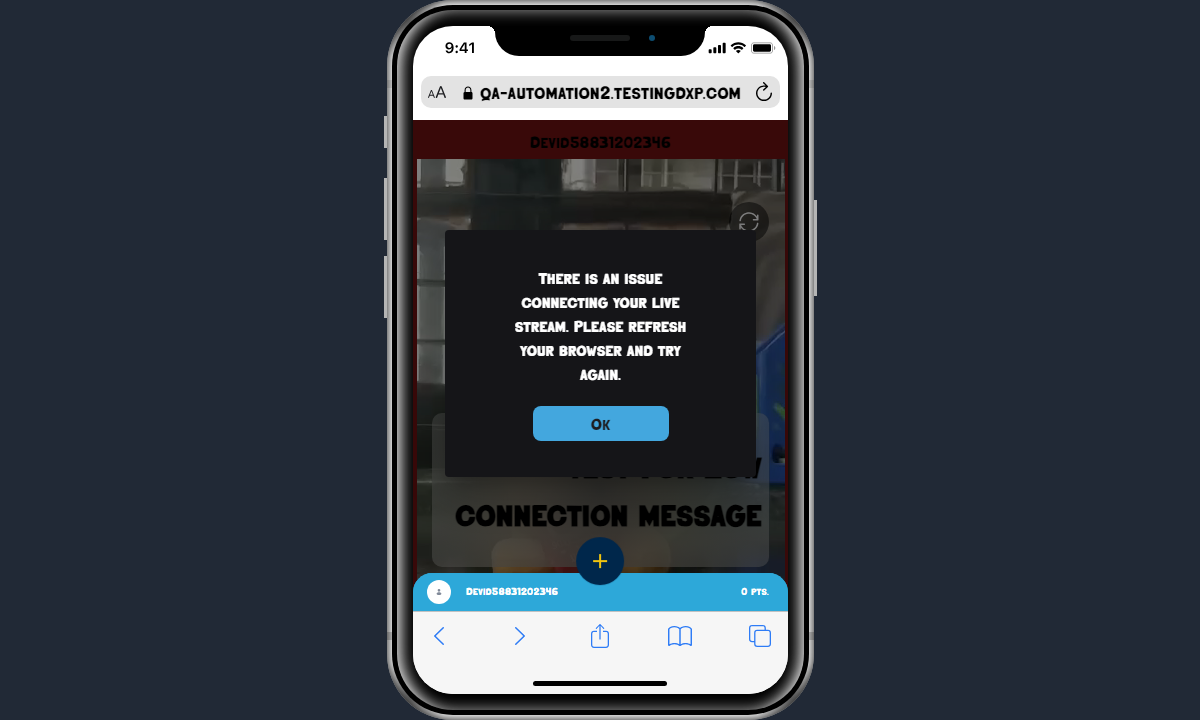 9:41
AA QA-AUTOMATION2.TESTINGDXP.COM
DEVID58831202346
THERE IS AN ISSUE
CONNECTING YOUR LIVE
STREAM. PLEASE REFRESH
YOUR BROWSER AND TRY
AGAIN.
OK
CONNECTION MESSAGE
DEVID58831202346 0 PTS.